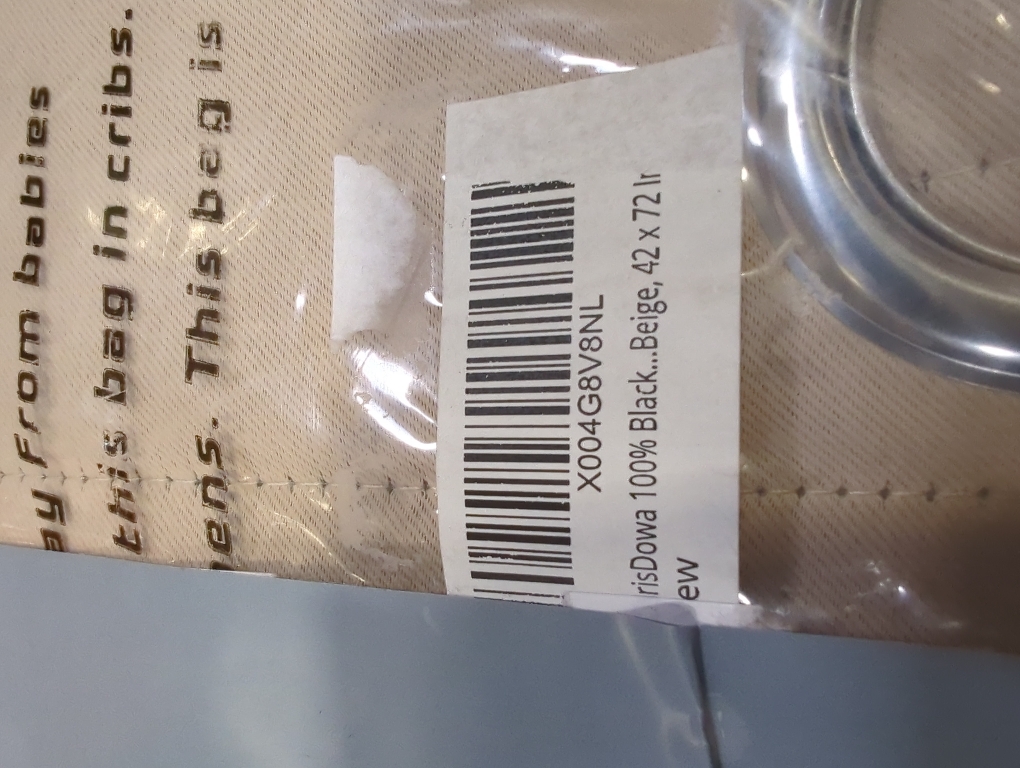 ay from babies
this bag in cribs.
ens. This bag is
X004G8V8NL
risDowa 100% Black...Beige, 42 x 72 In
ew